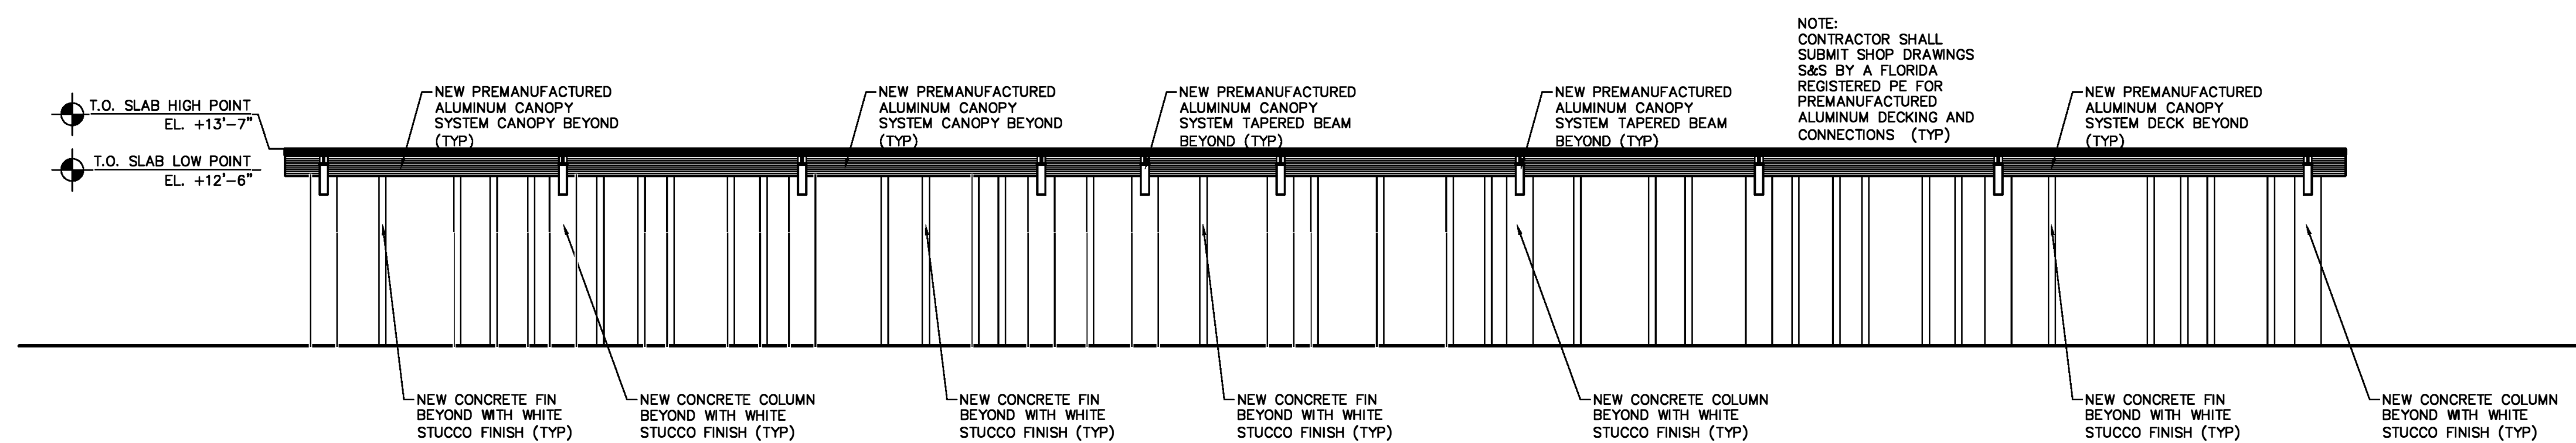 NOTE:
CONTRACTOR SHALL
SUBMIT SHOP DRAWINGS
S&S BY A FLORIDA
REGISTERED PE FOR
PREMANUFACTURED
ALUMINUM DECKING AND
CONNECTIONS (TYP)
T.O. SLAB HIGH POINT
EL. +13'-7"
T.O. SLAB LOW POINT
EL. +12'-6"
NEW PREMANUFACTURED
ALUMINUM CANOPY
SYSTEM CANOPY BEYOND
(TYP)
NEW PREMANUFACTURED
ALUMINUM CANOPY
SYSTEM CANOPY BEYOND
(TYP)
NEW PREMANUFACTURED
ALUMINUM CANOPY
SYSTEM TAPERED BEAM
BEYOND (TYP)
NEW PREMANUFACTURED
ALUMINUM CANOPY
SYSTEM TAPERED BEAM
BEYOND (TYP)
NEW PREMANUFACTURED
ALUMINUM CANOPY
SYSTEM DECK BEYOND
(TYP)
NEW CONCRETE FIN
BEYOND WITH WHITE
STUCCO FINISH (TYP)
NEW CONCRETE COLUMN
BEYOND WITH WHITE
STUCCO FINISH (TYP)
NEW CONCRETE FIN
BEYOND WITH WHITE
STUCCO FINISH (TYP)
NEW CONCRETE FIN
BEYOND WITH WHITE
STUCCO FINISH (TYP)
NEW CONCRETE COLUMN
BEYOND WITH WHITE
STUCCO FINISH (TYP)
NEW CONCRETE FIN
BEYOND WITH WHITE
STUCCO FINISH (TYP)
NEW CONCRETE COLUMN
BEYOND WITH WHITE
STUCCO FINISH (TYP)